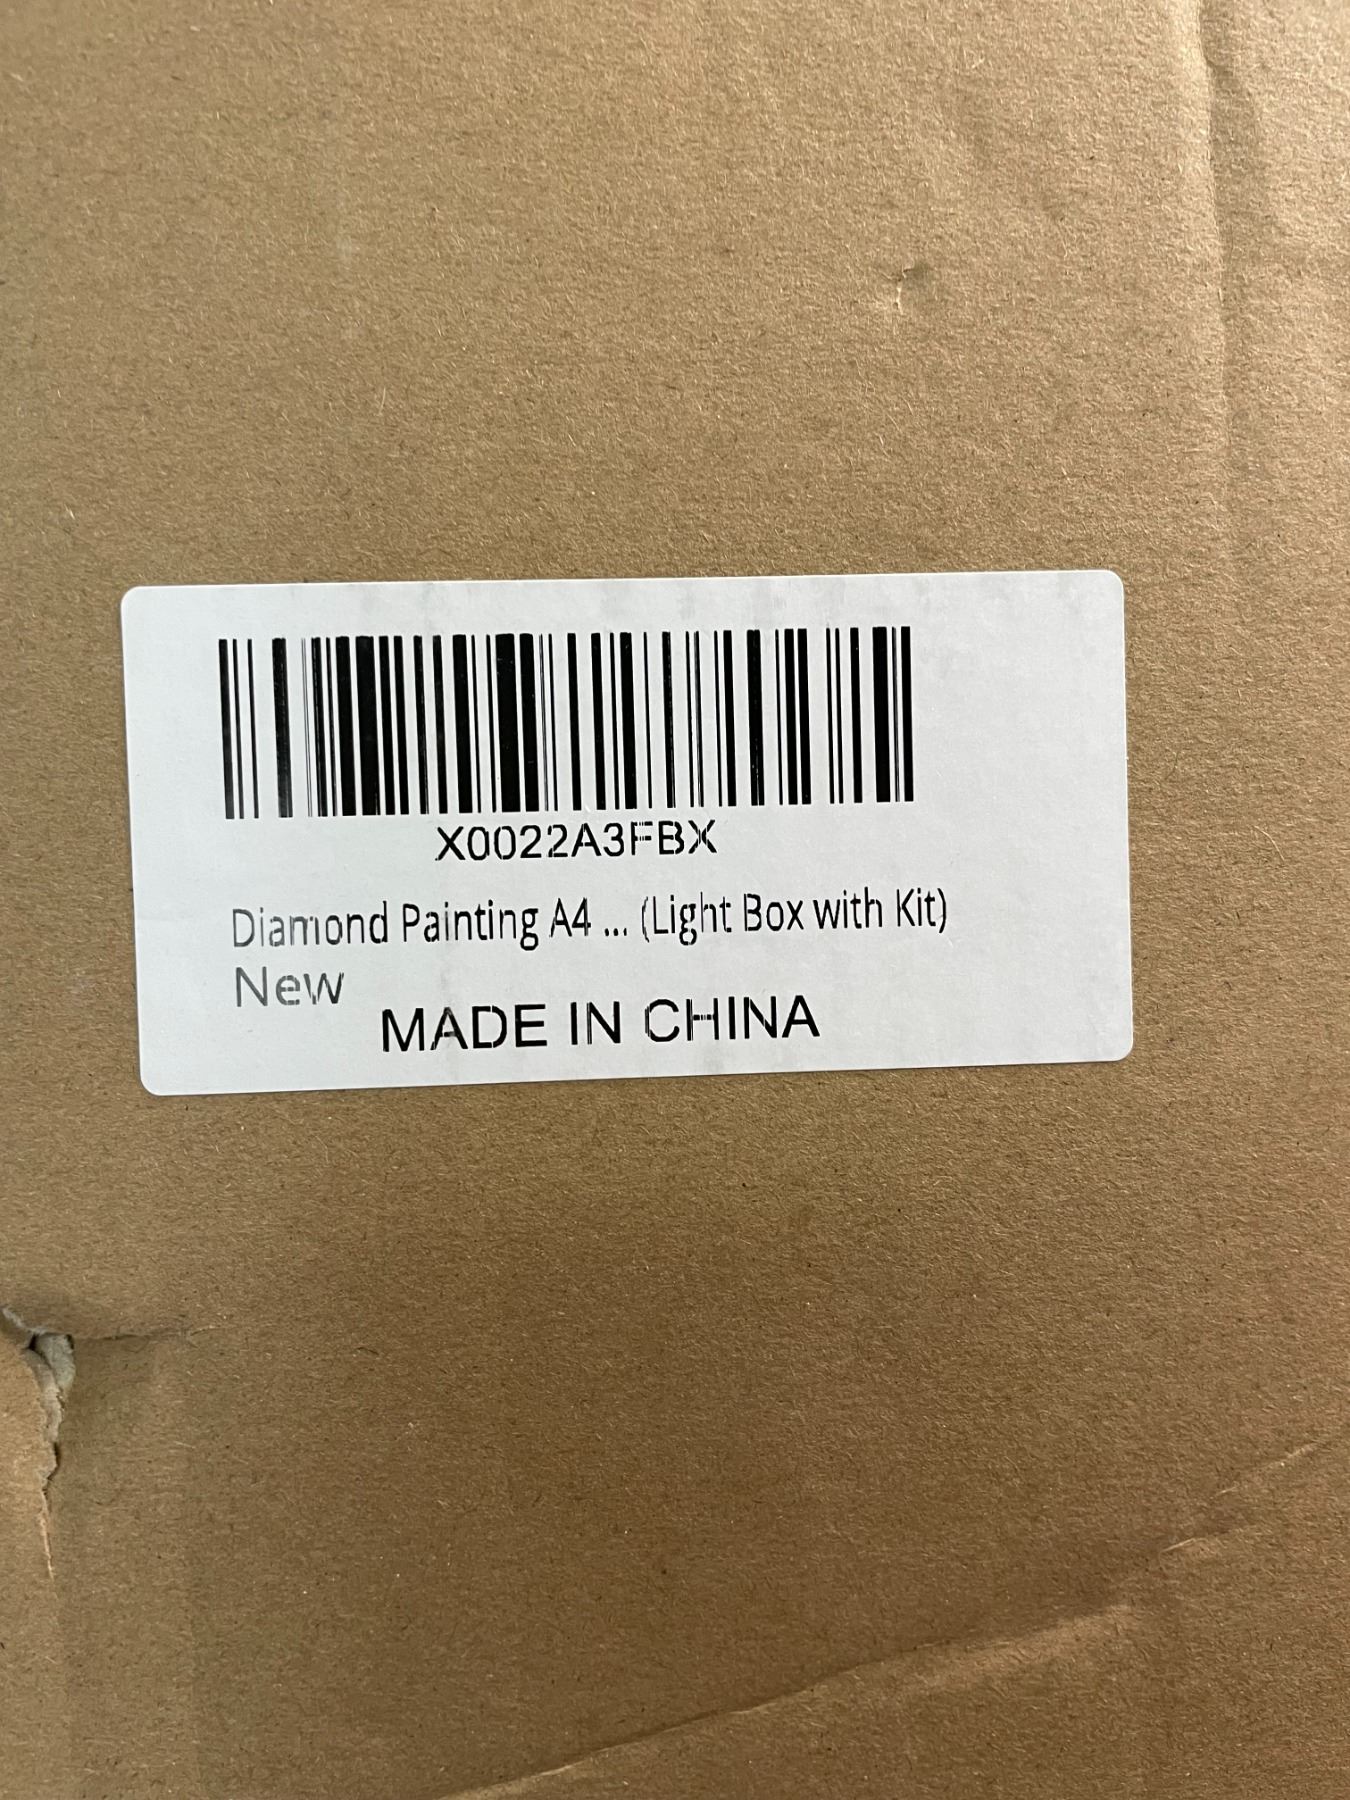 X0022A3FBX
Diamond Painting A4 ... (Light Box with Kit)
New
MADE IN CHINA